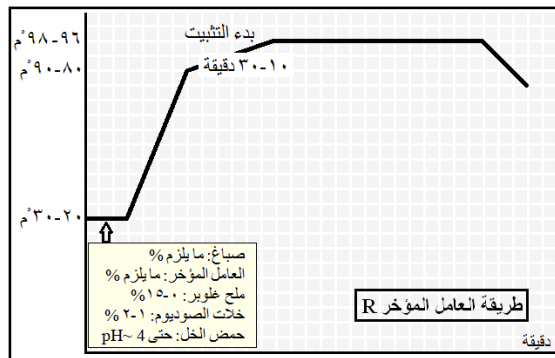 ٩٦-٩٨ °م
بدء التثبيت
٨٠-٩٠ °م
١٠-٣٠ دقيقة
٢٠-٣٠ °م
صباغ: ما يلزم %
العامل المؤخر: ما يلزم %
ملح غلوبر: ٠-١٥%
خلات الصوديوم: ١-٢ %
حمض الخل: حتى pH~ 4
طريقة العامل المؤخر R
دقيقة